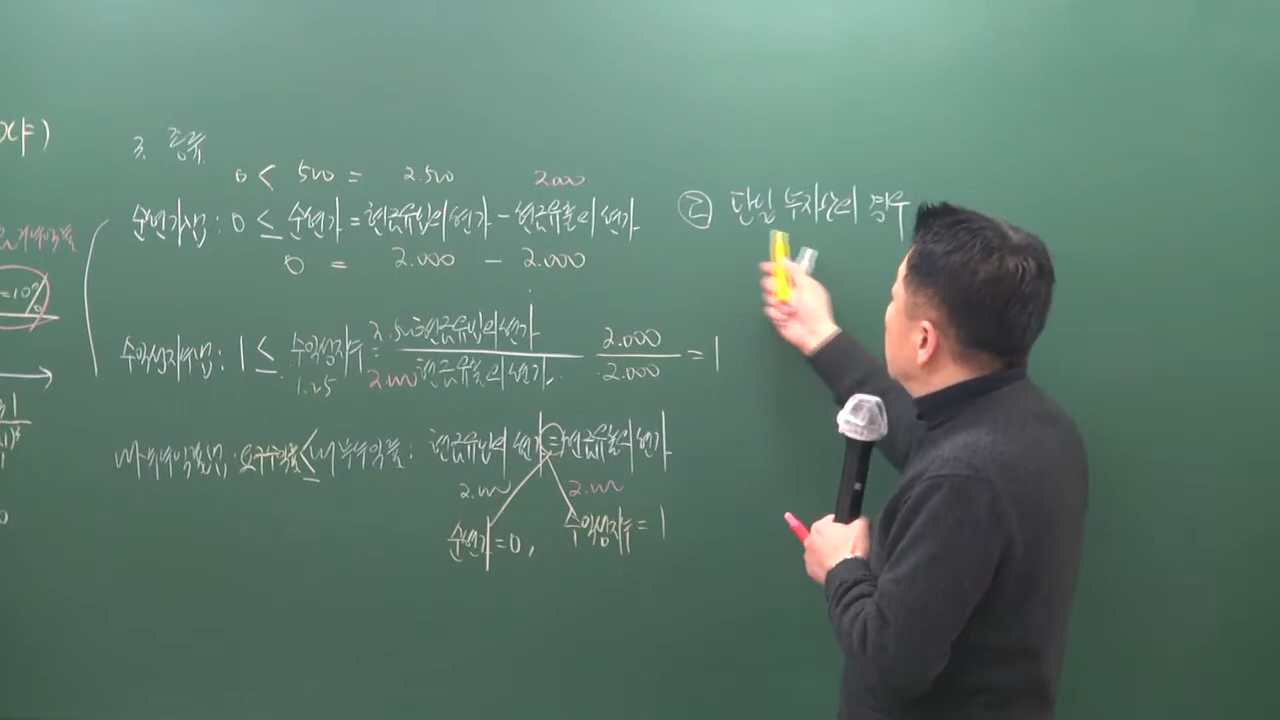 3. 종류
0 < 500 = 2.500 2.000
순현가법 : 0 ≤ 순현가 = 현금유입의 현가 - 현금유출의 현가
0 = 2.000 - 2.000
수익성지수법 : 1 ≤ 수익성지수 = 현금유입의 현가 / 현금유출의 현가
2.500
2.000
1.25
2.000 / 2.000 = 1
내부수익률법 : 요구수익률 ≤ 내부수익률 : 현금유입의 현가 = 현금유출의 현가
2.000 2.000
순현가 = 0, 수익성지수 = 1
② 단일 투자안의 경우
=10%